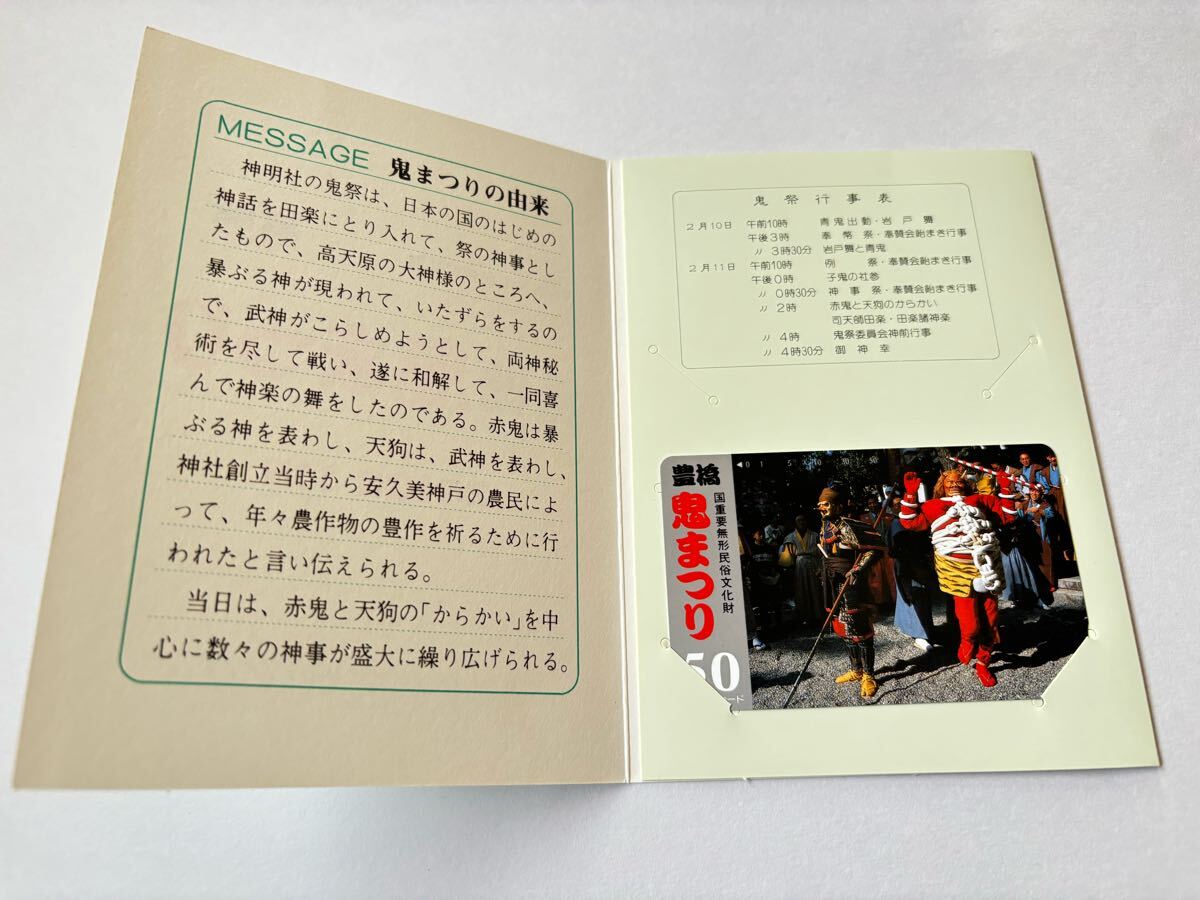 MESSAGE 鬼まつりの由来
神明社の鬼祭は、日本の国のはじめの
神話を田楽にとり入れて、祭の神事とし
たもので、高天原の大神様のところへ、
暴ぶる神が現われて、いたずらをするの
で、武神がこらしめようとして、両神秘
術を尽して戦い、遂に和解して、一同喜
んで神楽の舞をしたのである。赤鬼は暴
ぶる神を表わし、天狗は、武神を表わし、
神社創立当時から安久美神戸の農民によ
って、年々農作物の豊作を祈るために行
われたと言い伝えられる。
当日は、赤鬼と天狗の「からかい」を中
心に数々の神事が盛大に繰り広げられる。
鬼祭行事表
2月10日 午前10時 青鬼出動・岩戸舞
午後3時 奉幣祭・奉賛会飴まき行事
〃 3時30分 岩戸舞と青鬼
2月11日 午前10時 例祭・奉賛会飴まき行事
午後0時 子鬼の社参
〃 0時30分 神事祭・奉賛会飴まき行事
〃 2時 赤鬼と天狗のからかい
司天師田楽・田楽諸神楽
〃 4時 鬼祭委員会神前行事
〃 4時30分 御神幸
豊橋
鬼まつり
国重要無形民俗文化財
◀0 1 5 10 30 50
50
ード